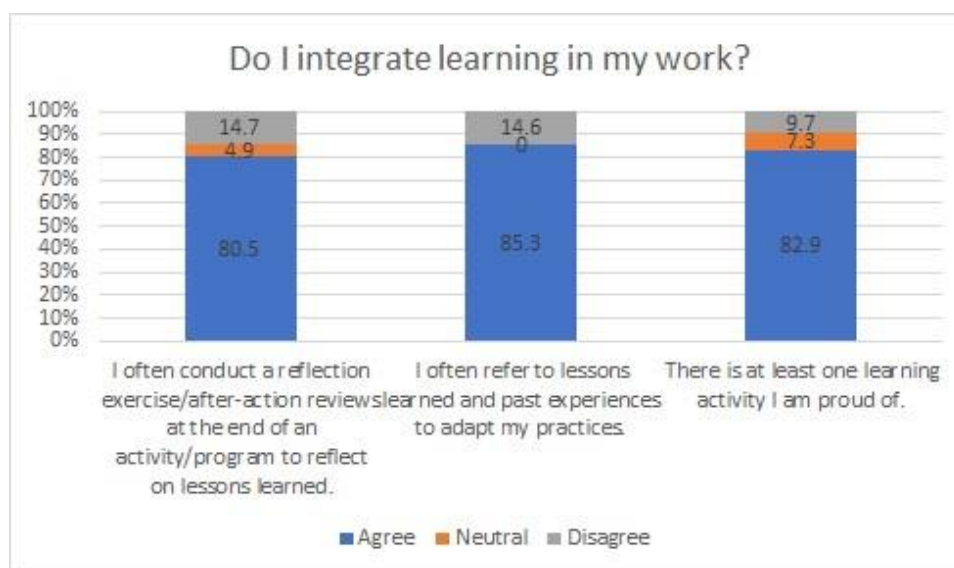 Do I integrate learning in my work?
100%
90%
80%
70%
60%
50%
40%
30%
20%
10%
0%
14.7
4.9
80.5
14.6
0
85.3
9.7
7.3
82.9
I often conduct a reflection
exercise/after-action reviews
at the end of an
activity/program to reflect
on lessons learned.
I often refer to lessons
learned and past experiences
to adapt my practices.
There is at least one learning
activity I am proud of.
Agree Neutral Disagree